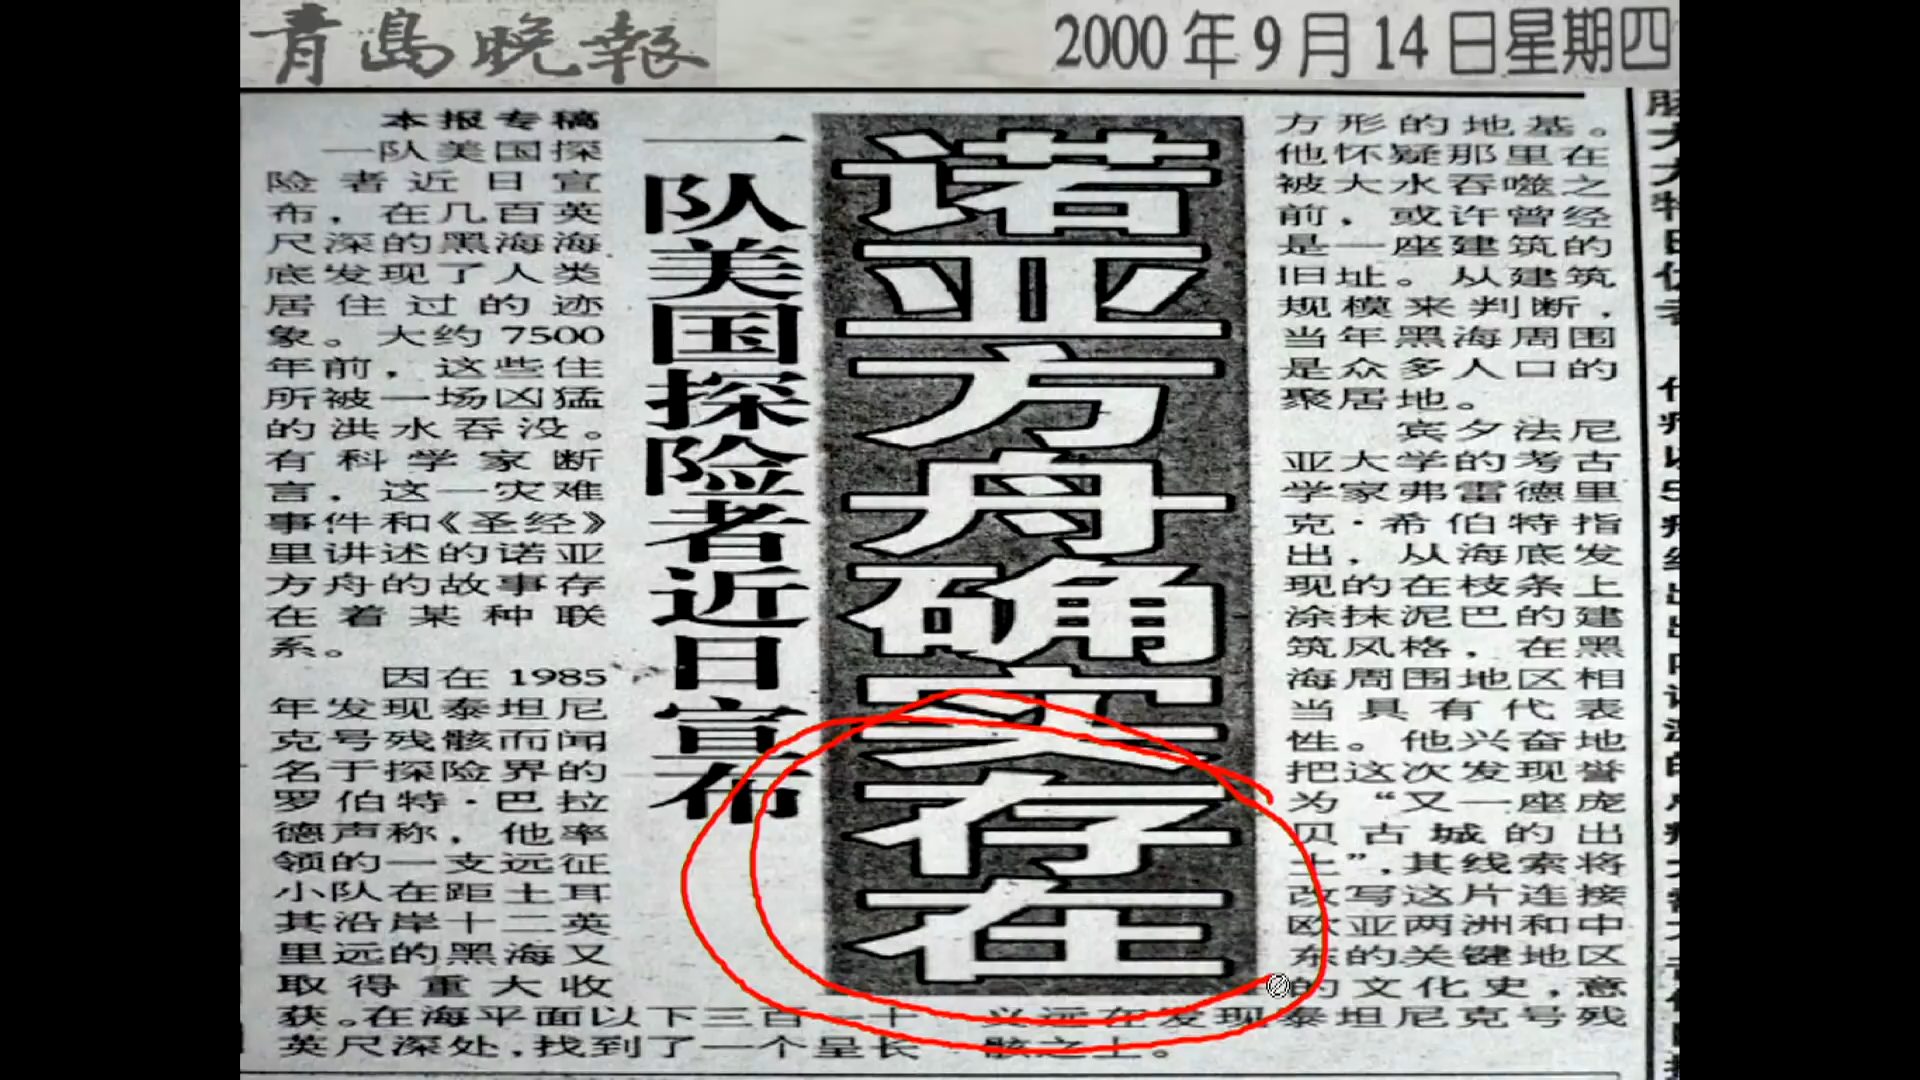 青島晚報
2000年9月14日星期四
诺亚方舟确实存在
一队美国探险者近日宣布
本报专稿
一队美国探
险者近日宣
布，在几百英
尺深的黑海海
底发现了人类
居住过的迹
象。大约7500
年前，这些住
所被一场凶猛
的洪水吞没。
有科学家断
言，这一灾难
事件和《圣经》
里讲述的诺亚
方舟的故事存
在着某种联
系。
因在1985
年发现泰坦尼
克号残骸而闻
名于探险界的
罗伯特·巴拉
德声称，他率
领的一支远征
小队在距土耳
其沿岸十二英
里远的黑海又
取得重大收
获。在海平面以下三百一十
英尺深处，找到了一个呈长
方形的地基。
他怀疑那里在
被大水吞噬之
前，或许曾经
是一座建筑的
旧址。从建筑
规模来判断，
当年黑海周围
是众多人口的
聚居地。
宾夕法尼
亚大学的考古
学家弗雷德里
克·希伯特指
出，从海底发
现的在枝条上
涂抹泥巴的建
筑风格，在黑
海周围地区相
当具有代表
性。他兴奋地
把这次发现誉
为“又一座庞
贝古城的出
土”，其线索将
改写这片连接
欧亚两洲和中
东的关键地区
的文化史，意
义远在发现泰坦尼克号残
骸之上。